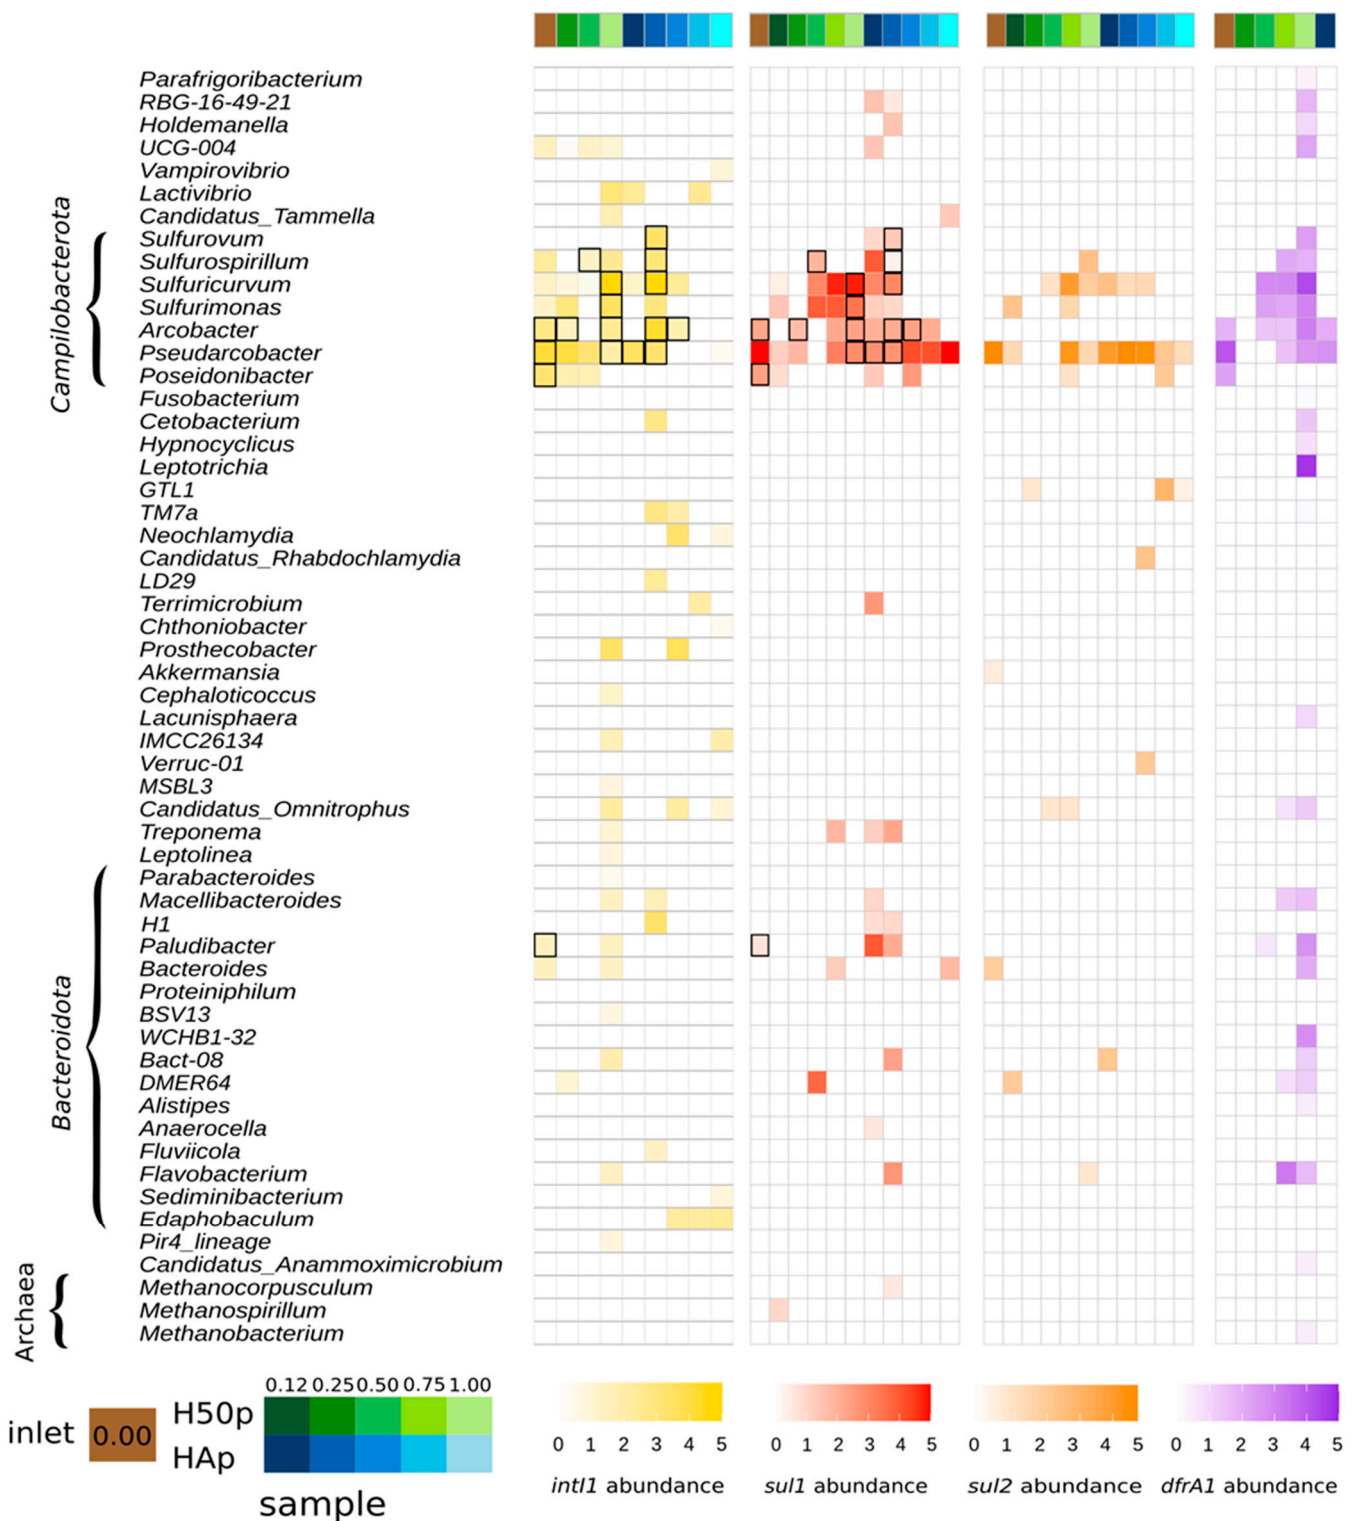 Parafrigoribacterium
RBG-16-49-21
Holdemanella
UCG-004
Vampirovibrio
Lactivibrio
Candidatus_Tammella
Campilobacterota
Sulfurovum
Sulfurospirillum
Sulfuricurvum
Sulfurimonas
Arcobacter
Pseudarcobacter
Poseidonibacter
Fusobacterium
Cetobacterium
Hypnocyclicus
Leptotrichia
GTL1
TM7a
Neochlamydia
Candidatus_Rhabdochlamydia
LD29
Terrimicrobium
Chthoniobacter
Prosthecobacter
Akkermansia
Cephaloticoccus
Lacunisphaera
IMCC26134
Verruc-01
MSBL3
Candidatus_Omnitrophus
Treponema
Leptolinea
Bacteroidota
Parabacteroides
Macellibacteroides
H1
Paludibacter
Bacteroides
Proteiniphilum
BSV13
WCHB1-32
Bact-08
DMER64
Alistipes
Anaerocella
Fluviicola
Flavobacterium
Sediminibacterium
Edaphobaculum
Pir4_lineage
Candidatus_Anammoximicrobium
Archaea
Methanocorpusculum
Methanospirillum
Methanobacterium
0.12 0.25 0.50 0.75 1.00
inlet 0.00 H50p
HAp
sample
0 1 2 3 4 5
intI1 abundance
0 1 2 3 4 5
sul1 abundance
0 1 2 3 4 5
sul2 abundance
0 1 2 3 4 5
dfrA1 abundance